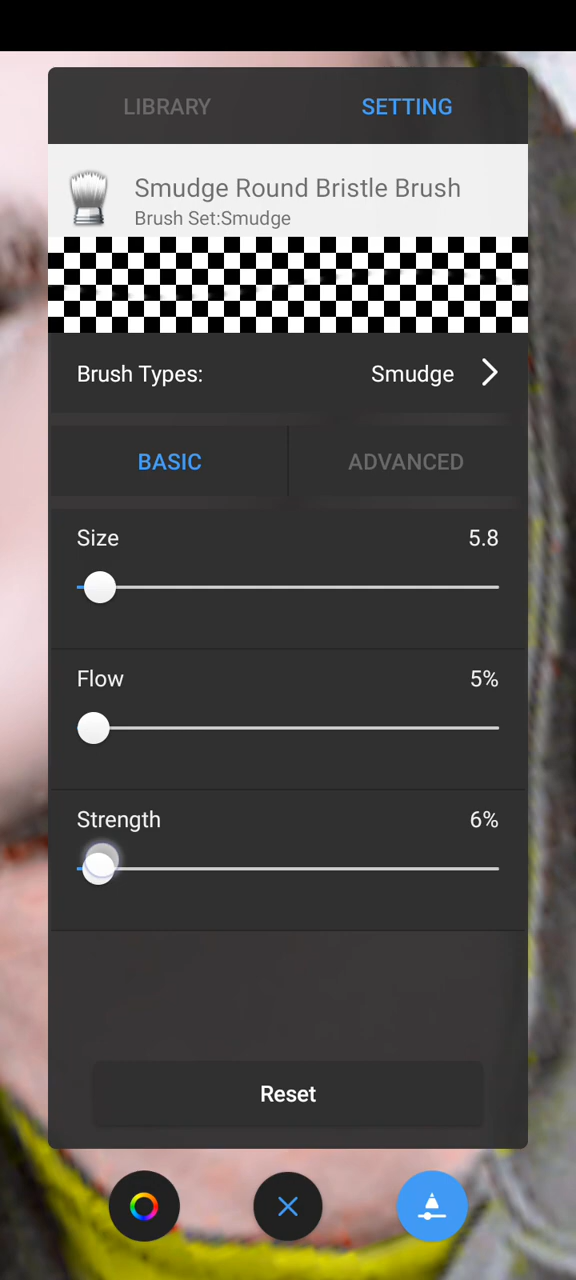 LIBRARY SETTING
Smudge Round Bristle Brush
Brush Set:Smudge
Brush Types: Smudge
BASIC ADVANCED
Size 5.8
Flow 5%
Strength 6%
Reset